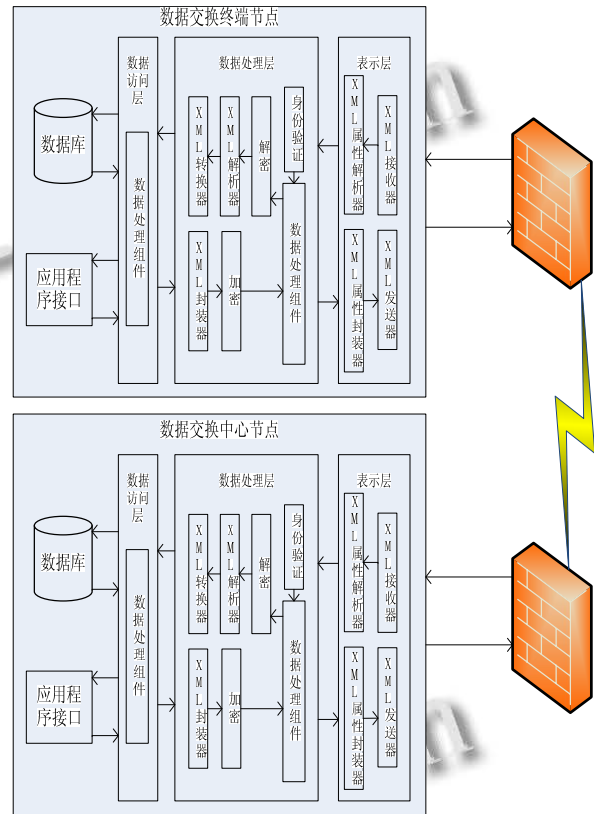 数据交换终端节点
数据
访问
层
数据处理层
表示层
数据库
应用程
序接口
数据处理组件
XML转换器
XML解析器
解密
身份验证
数据处理组件
XML封装器
加密
XML属性解析器
XML接收器
XML属性封装器
XML发送器
数据交换中心节点
数据
访问
层
数据处理层
表示层
数据库
应用程
序接口
数据处理组件
XML转换器
XML解析器
解密
身份验证
数据处理组件
XML封装器
加密
XML属性解析器
XML接收器
XML属性封装器
XML发送器